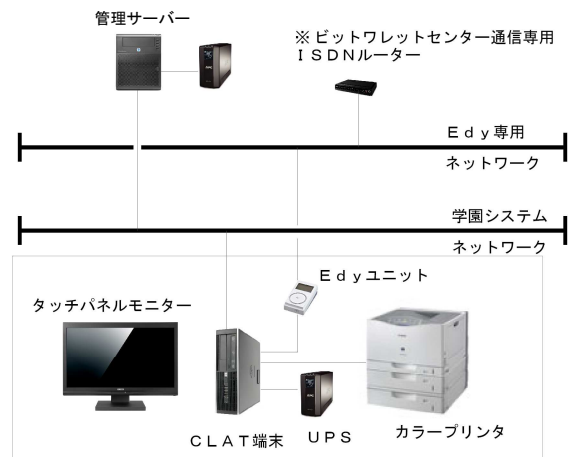 管理サーバー
※ビットワレットセンター通信専用
ＩＳＤＮルーター
Ｅｄｙ専用
ネットワーク
学園システム
ネットワーク
Ｅｄｙユニット
タッチパネルモニター
ＣＬＡＴ端末
ＵＰＳ
カラープリンタ